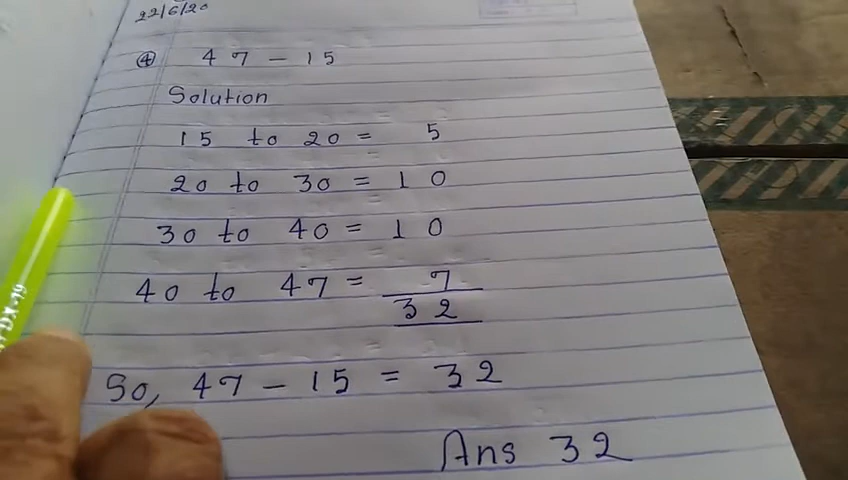 22/6/20
④ 47 - 15
Solution
15 to 20 = 5
20 to 30 = 10
30 to 40 = 10
40 to 47 = 7
32
So, 47 - 15 = 32
Ans 32